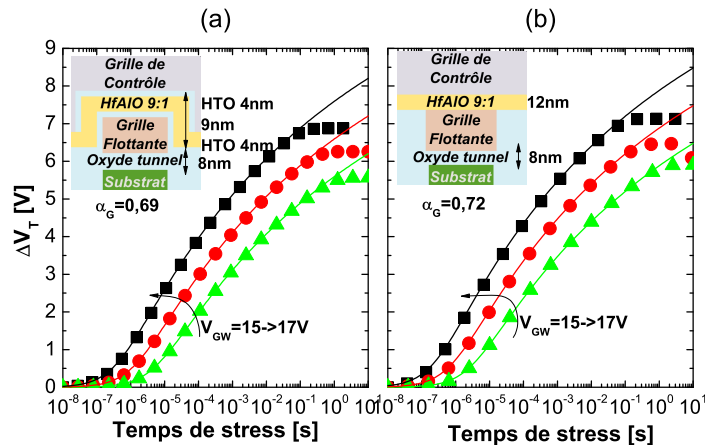 (a)
(b)
ΔV_T [V]
9
8
7
6
5
4
3
2
1
0
Grille de
Contrôle
HfAlO 9:1
Grille
Flottante
Oxyde tunnel
Substrat
HTO 4nm
9nm
HTO 4nm
8nm
α_G=0,69
V_GW=15->17V
10^-8 10^-7 10^-6 10^-5 10^-4 10^-3 10^-2 10^-1 10^0 10^1
Temps de stress [s]
Grille de
Contrôle
HfAlO 9:1
12nm
Grille
Flottante
Oxyde tunnel
8nm
Substrat
α_G=0,72
V_GW=15->17V
10^-8 10^-7 10^-6 10^-5 10^-4 10^-3 10^-2 10^-1 10^0 10^1
Temps de stress [s]